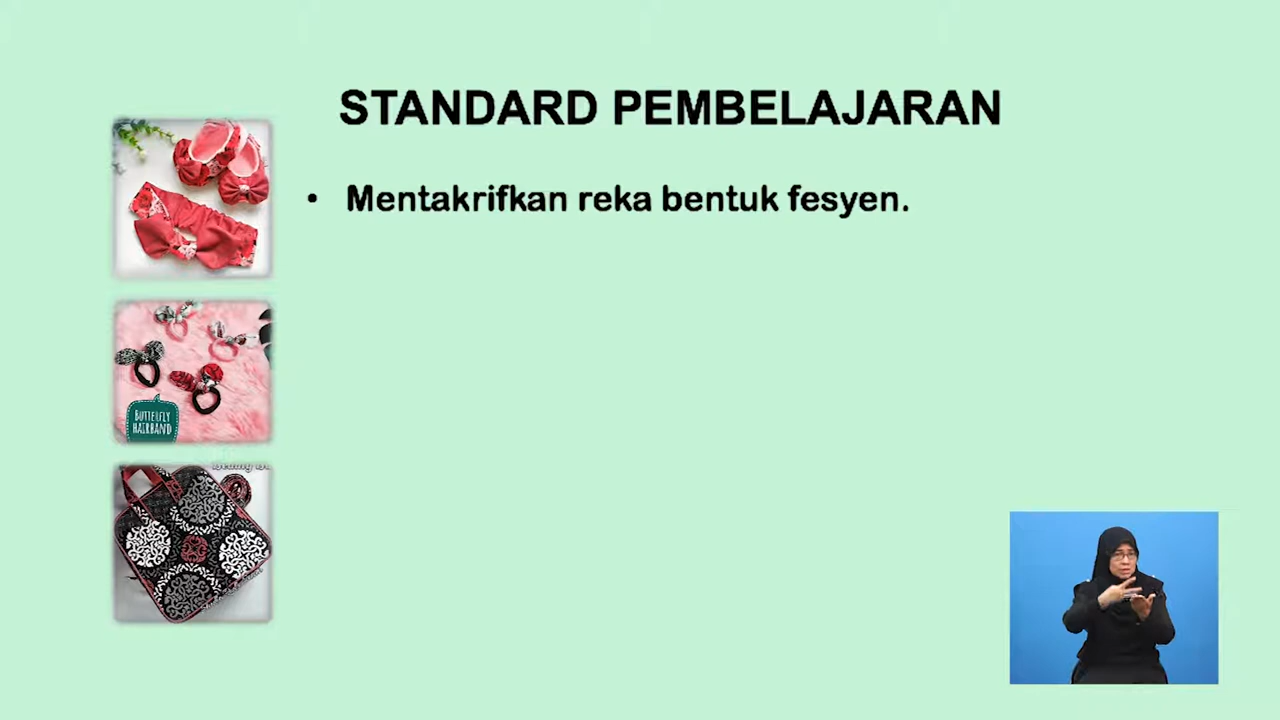 STANDARD PEMBELAJARAN
• Mentakrifkan reka bentuk fesyen.
BUTTERFLY
HAIRBAND